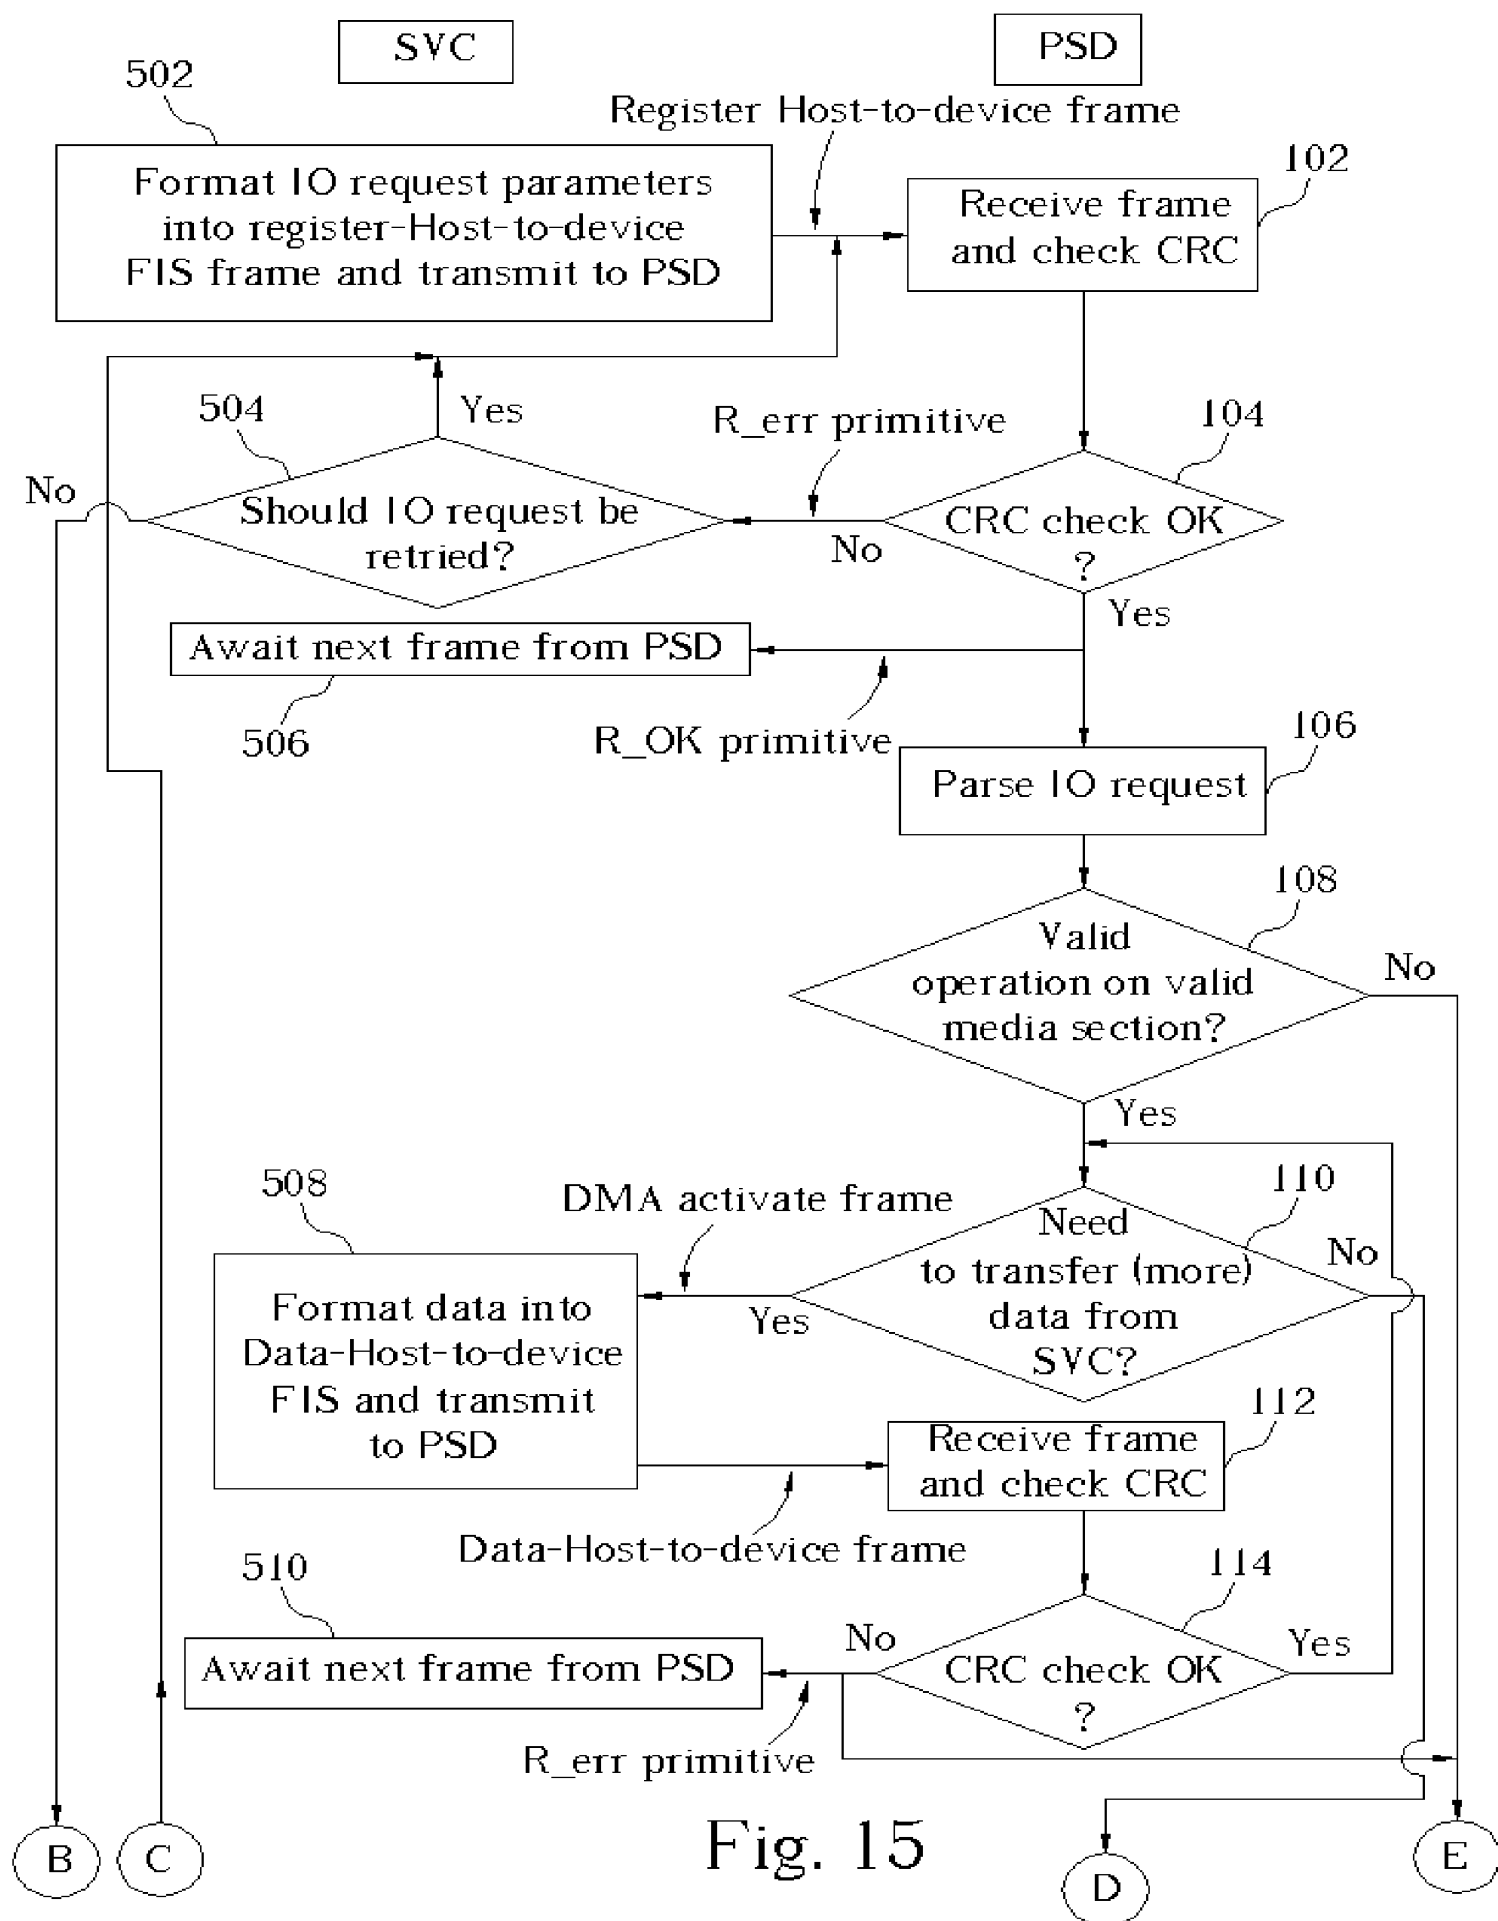 SVC
PSD
502
Register Host-to-device frame
Format IO request parameters
into register-Host-to-device
FIS frame and transmit to PSD
102
Receive frame
and check CRC
504
Yes
R_err primitive
104
No
Should IO request be
retried?
No
CRC check OK
?
Yes
Await next frame from PSD
506
R_OK primitive
106
Parse IO request
108
Valid
operation on valid
media section?
No
Yes
508
DMA activate frame
110
Need
to transfer (more)
data from
SVC?
No
Yes
Format data into
Data-Host-to-device
FIS and transmit
to PSD
112
Receive frame
and check CRC
Data-Host-to-device frame
510
114
No
Yes
Await next frame from PSD
CRC check OK
?
R_err primitive
Fig. 15
B
C
D
E